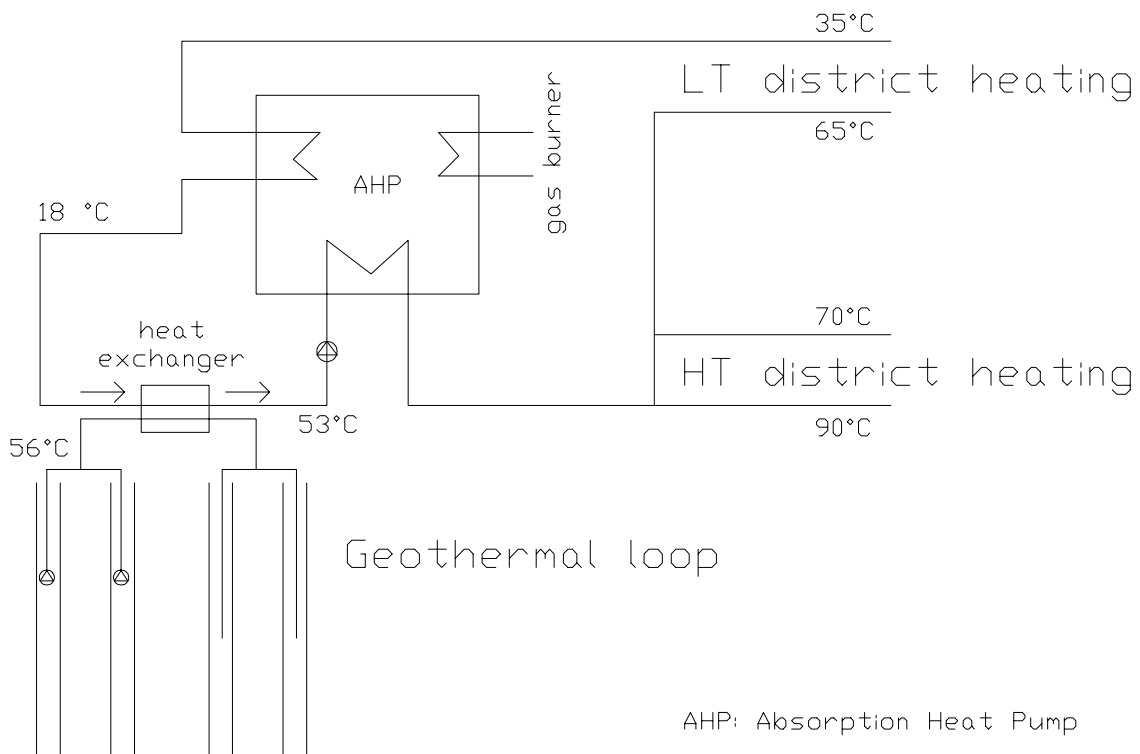 35°C
LT district heating
65°C
gas burner
AHP
18 °C
70°C
heat
exchanger
HT district heating
53°C
90°C
56°C
Geothermal loop
AHP: Absorption Heat Pump